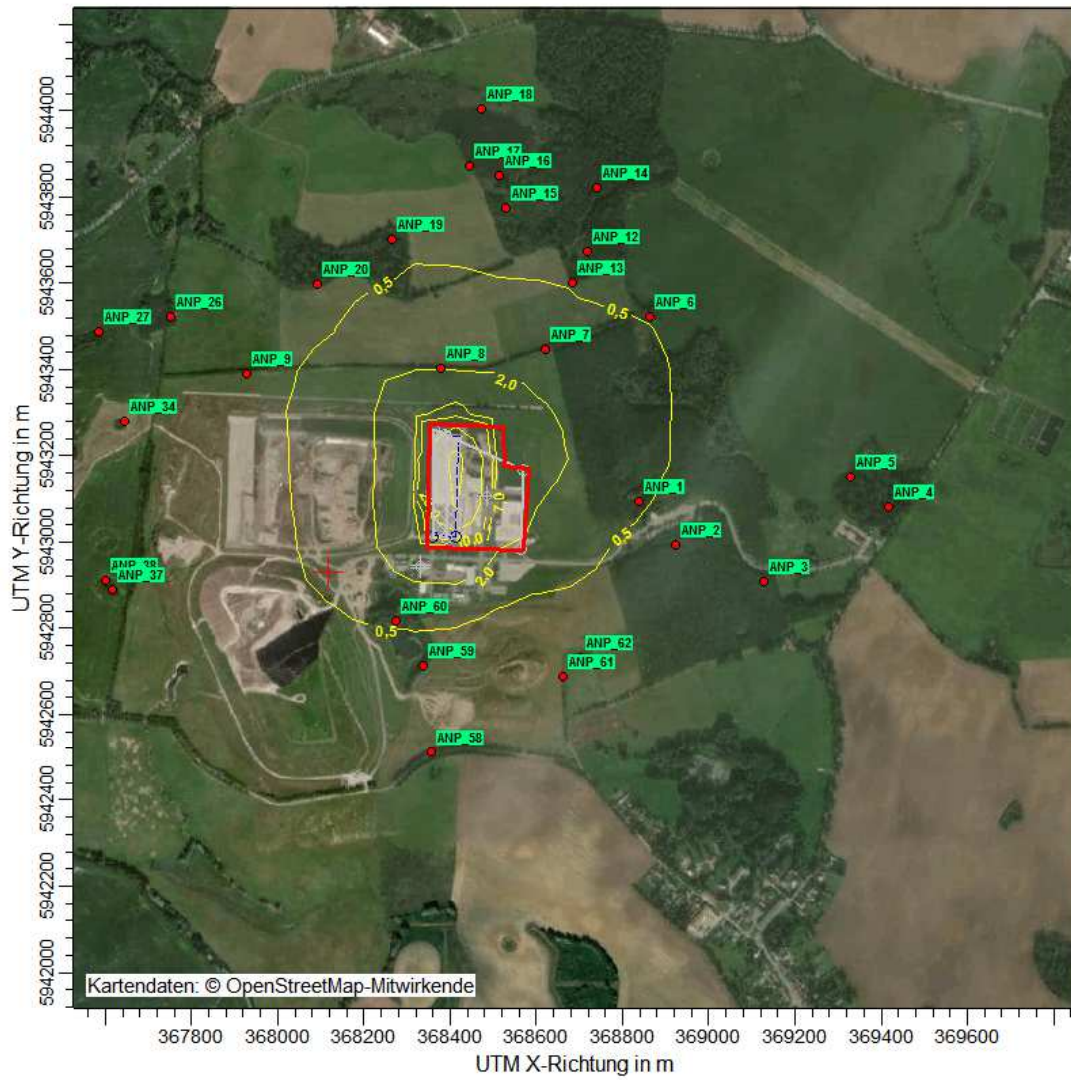 ANP_18
ANP_17
ANP_16
ANP_14
ANP_15
ANP_19
ANP_12
ANP_20
ANP_13
0,5
ANP_26
ANP_6
0,5
ANP_27
ANP_7
ANP_8
ANP_9
2,0
ANP_34
ANP_5
ANP_1
7,0
ANP_4
ANP_2
0,5
ANP_38
ANP_37
ANP_3
2,0
ANP_60
0,5
ANP_59
ANP_62
ANP_61
ANP_58
Kartendaten: © OpenStreetMap-Mitwirkende
UTM Y-Richtung in m
5944000
5943800
5943600
5943400
5943200
5943000
5942800
5942600
5942400
5942200
5942000
367800 368000 368200 368400 368600 368800 369000 369200 369400 369600
UTM X-Richtung in m